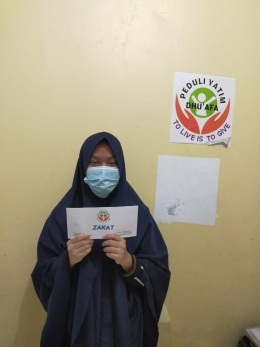 PEDULI YATIM
DHU'AFA
TO LIVE IS TO GIVE
ZAKAT